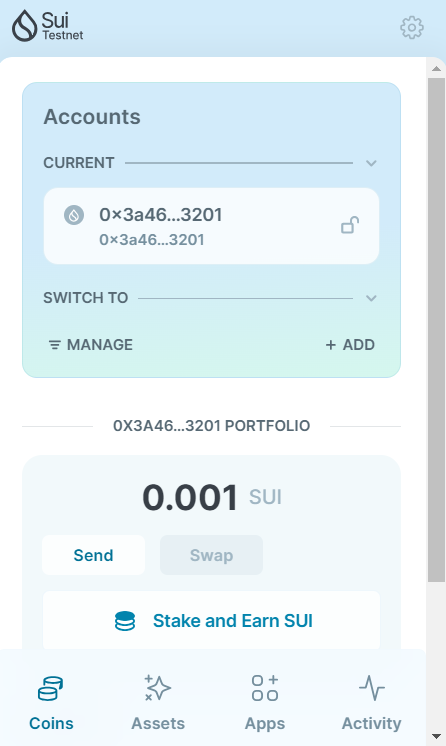 Sui
Testnet
Accounts
CURRENT
0×3a46...3201
0×3a46...3201
SWITCH TO
MANAGE
+ ADD
0X3A46...3201 PORTFOLIO
0.001 SUI
Send
Swap
Stake and Earn SUI
Coins
Assets
Apps
Activity